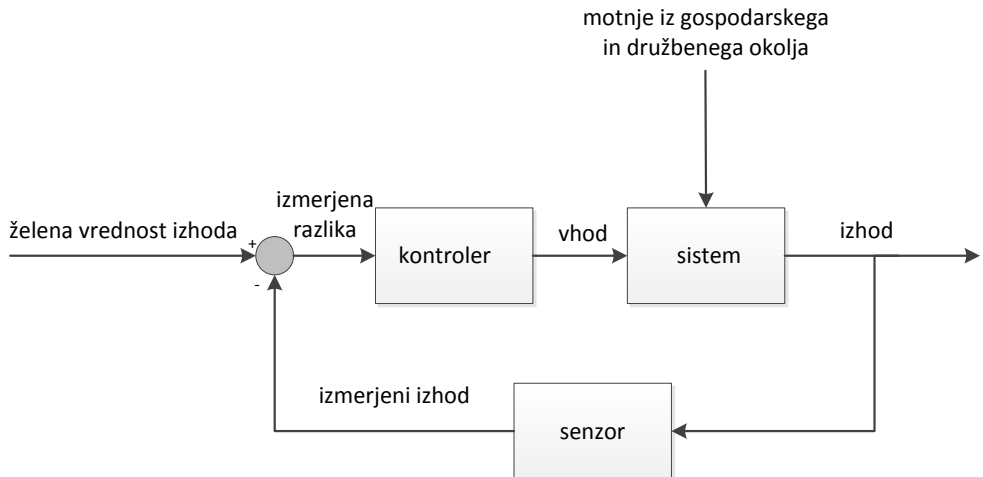 motnje iz gospodarskega
in družbenega okolja
želena vrednost izhoda
+
-
izmerjena
razlika
kontroler
vhod
sistem
izhod
izmerjeni izhod
senzor